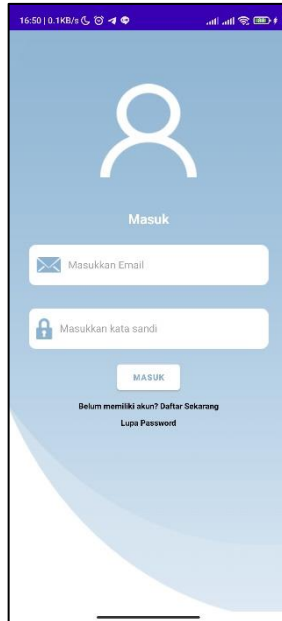 16:50 | 0.1KB/s
Masuk
Masukkan Email
Masukkan kata sandi
MASUK
Belum memiliki akun? Daftar Sekarang
Lupa Password